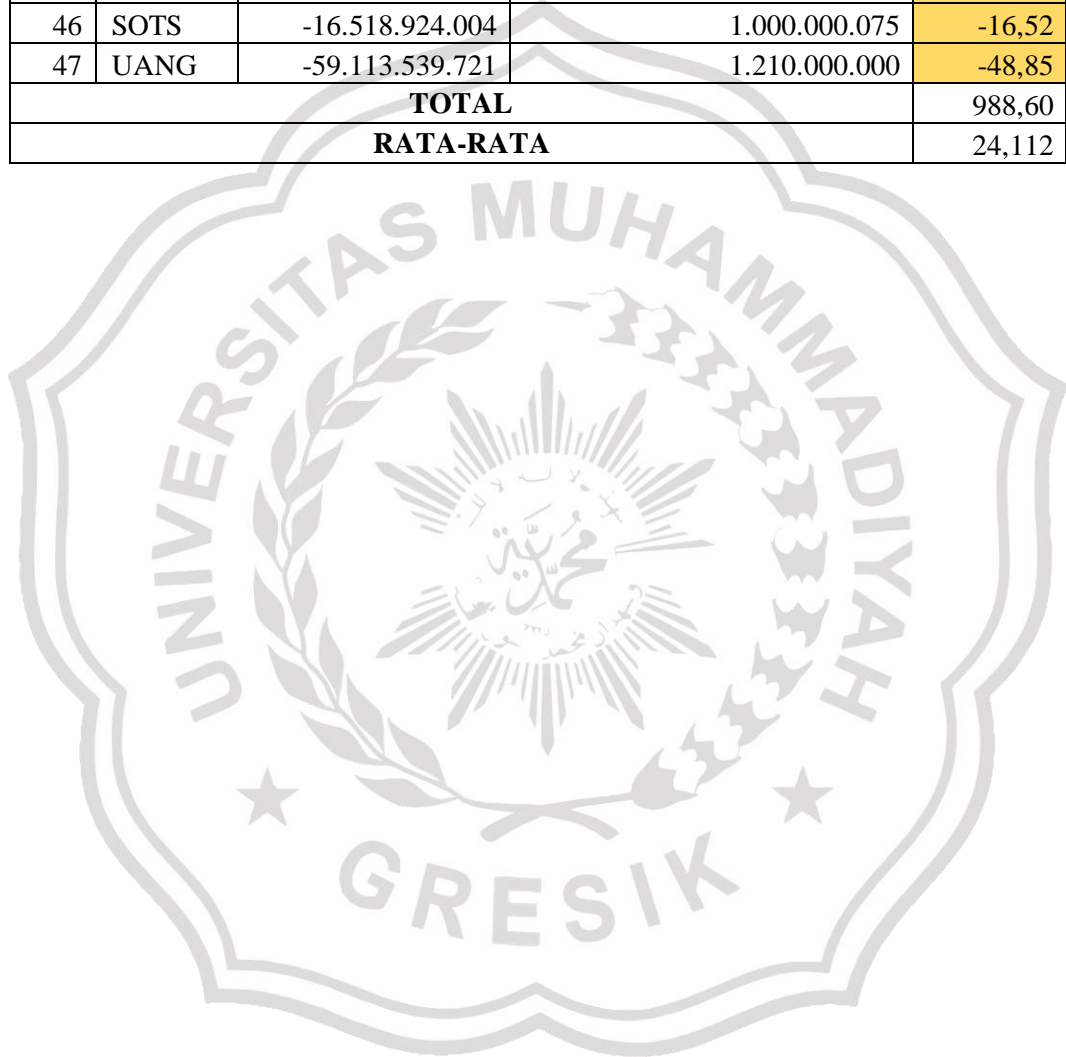 46 SOTS -16.518.924.004 1.000.000.075 -16,52
47 UANG -59.113.539.721 1.210.000.000 -48,85
TOTAL 988,60
RATA-RATA 24,112
UNIVERSITAS MUHAMMADIYAH
محمدية
GRESIK